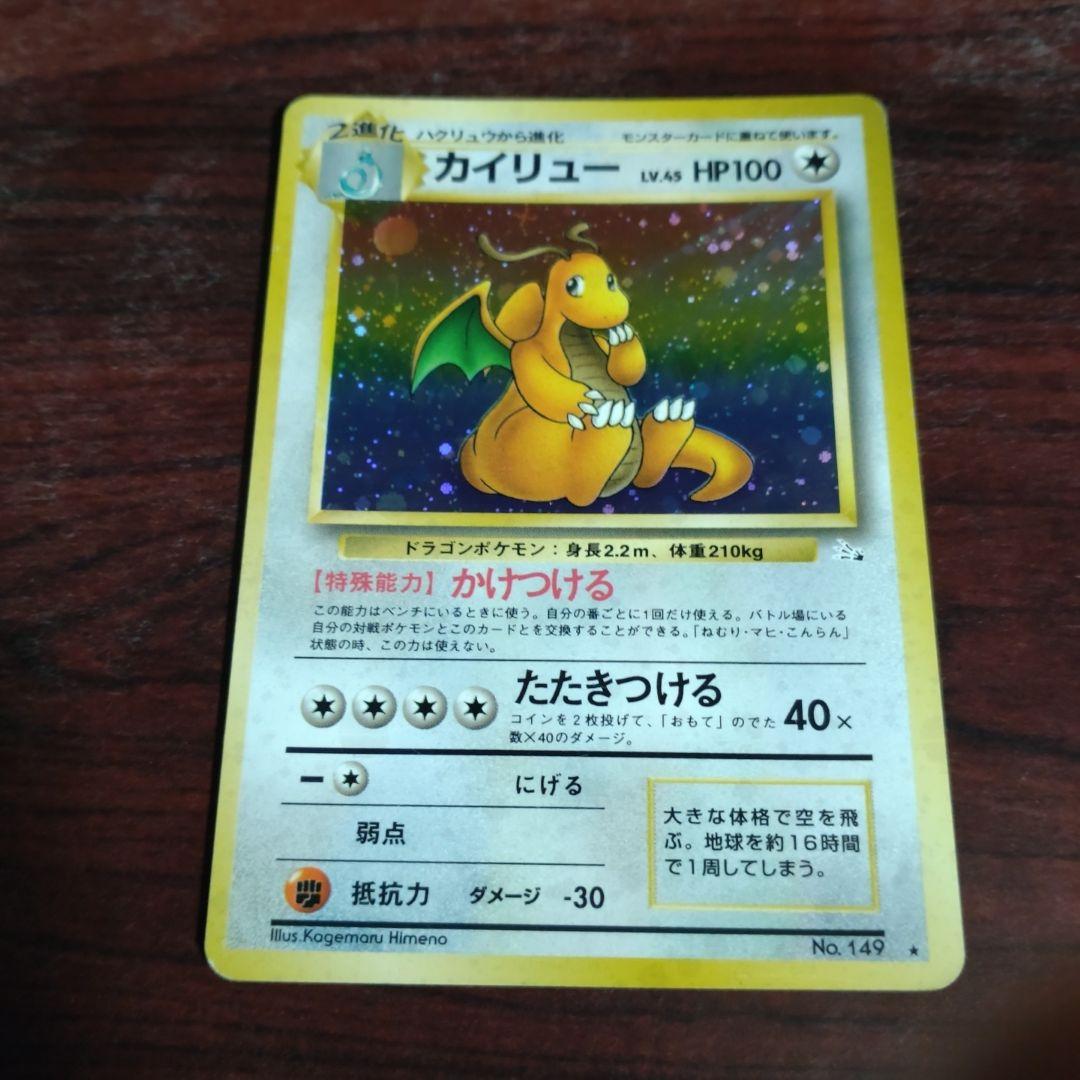 2進化 ハクリュウから進化 モンスターカードに重ねて使います。
カイリュー LV.45 HP100
ドラゴンポケモン：身長2.2m、体重210kg
【特殊能力】かけつける
この能力はベンチにいるときに使う。自分の番ごとに1回だけ使える。バトル場にいる
自分の対戦ポケモンとこのカードとを交換することができる。「ねむり・マヒ・こんらん」
状態の時、この力は使えない。
たたきつける
コインを2枚投げて、「おもて」のでた
数×40のダメージ。
40×
にげる
弱点
抵抗力 ダメージ -30
大きな体格で空を飛
ぶ。地球を約16時間
で1周してしまう。
Illus.Kagemaru Himeno
No. 149 ★